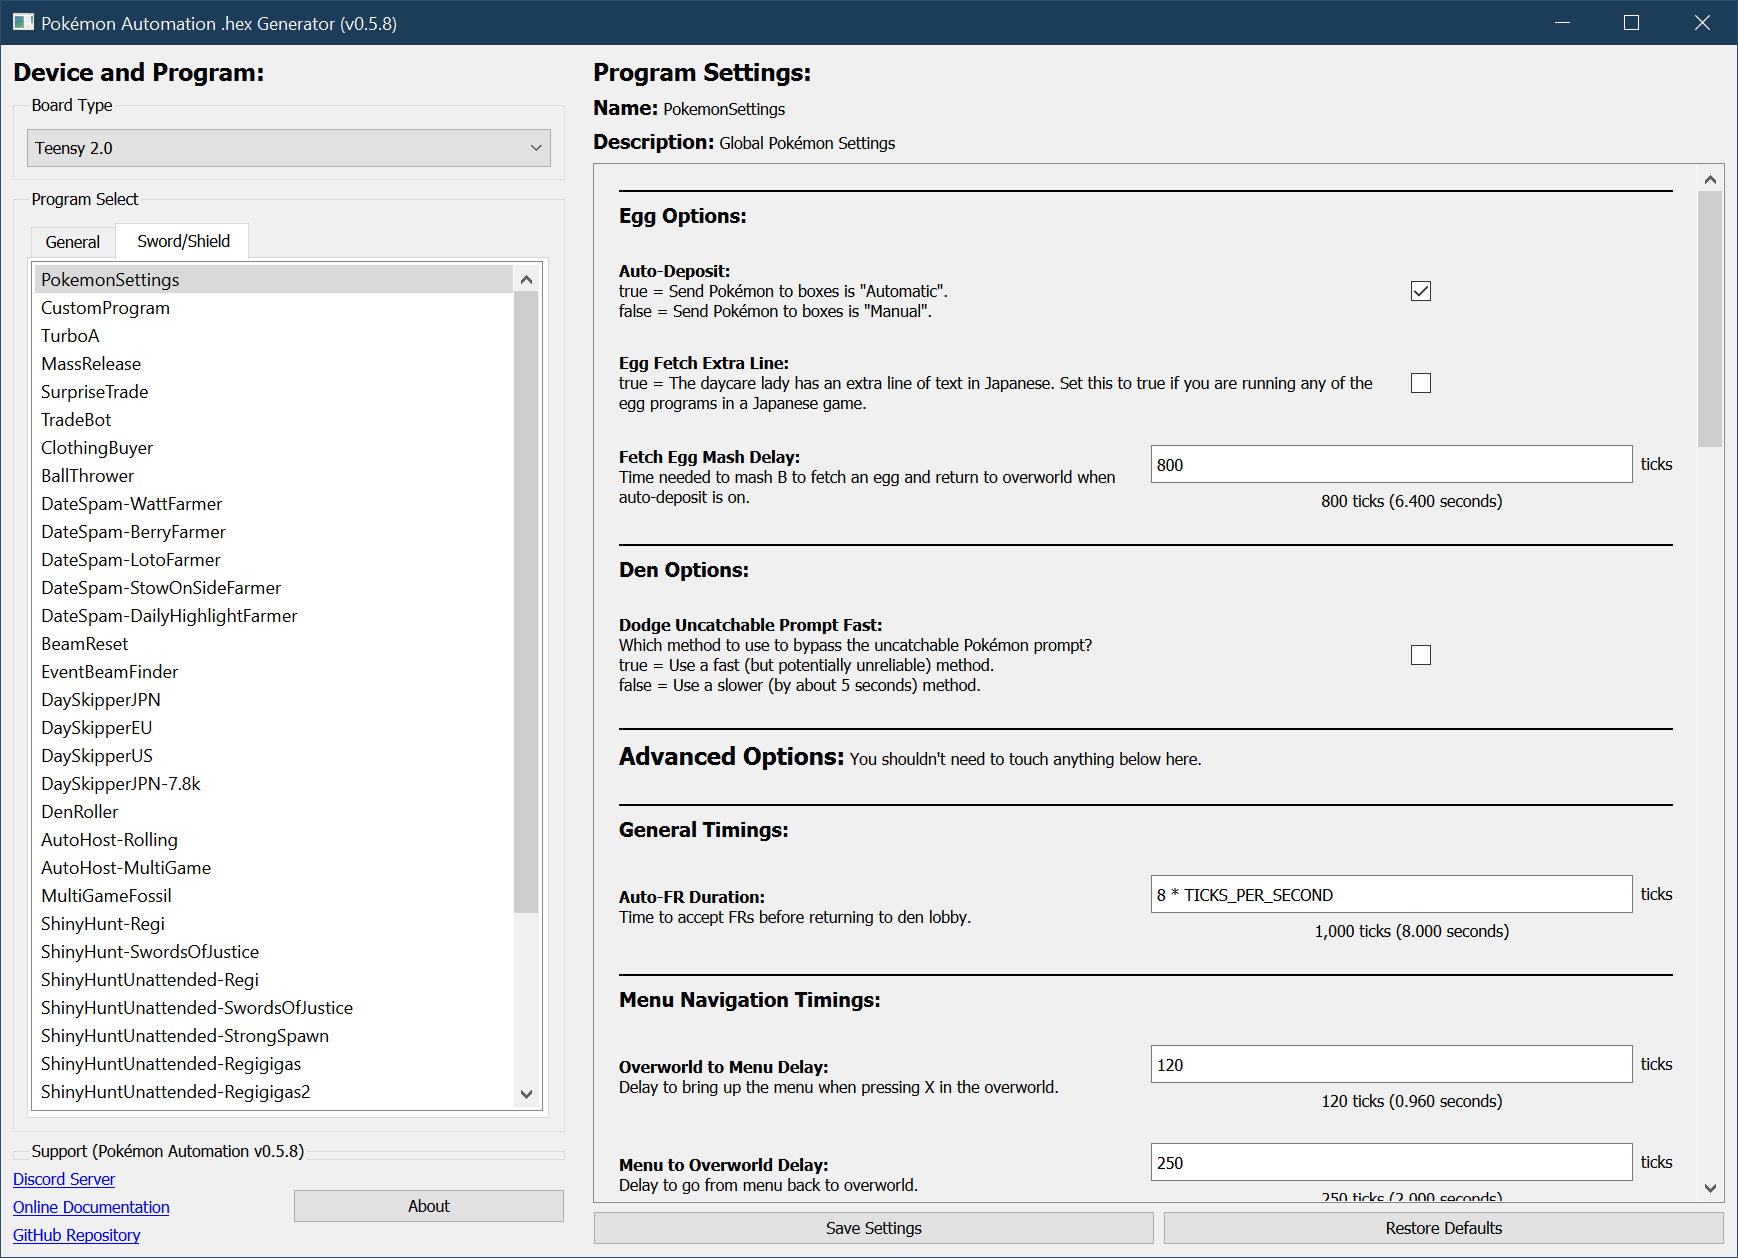 Pokémon Automation .hex Generator (v0.5.8)
Device and Program:
Board Type
Teensy 2.0
Program Select
General
Sword/Shield
PokemonSettings
CustomProgram
TurboA
MassRelease
SurpriseTrade
TradeBot
ClothingBuyer
BallThrower
DateSpam-WattFarmer
DateSpam-BerryFarmer
DateSpam-LotoFarmer
DateSpam-StowOnSideFarmer
DateSpam-DailyHighlightFarmer
BeamReset
EventBeamFinder
DaySkipperJPN
DaySkipperEU
DaySkipperUS
DaySkipperJPN-7.8k
DenRoller
AutoHost-Rolling
AutoHost-MultiGame
MultiGameFossil
ShinyHunt-Regi
ShinyHunt-SwordsOfJustice
ShinyHuntUnattended-Regi
ShinyHuntUnattended-SwordsOfJustice
ShinyHuntUnattended-StrongSpawn
ShinyHuntUnattended-Regigigas
ShinyHuntUnattended-Regigigas2
Support (Pokémon Automation v0.5.8)
Discord Server
Online Documentation
GitHub Repository
About
Program Settings:
Name: PokemonSettings
Description: Global Pokémon Settings
Egg Options:
Auto-Deposit:
true = Send Pokémon to boxes is "Automatic".
false = Send Pokémon to boxes is "Manual".
Egg Fetch Extra Line:
true = The daycare lady has an extra line of text in Japanese. Set this to true if you are running any of the
egg programs in a Japanese game.
Fetch Egg Mash Delay:
Time needed to mash B to fetch an egg and return to overworld when
auto-deposit is on.
800
ticks
800 ticks (6.400 seconds)
Den Options:
Dodge Uncatchable Prompt Fast:
Which method to use to bypass the uncatchable Pokémon prompt?
true = Use a fast (but potentially unreliable) method.
false = Use a slower (by about 5 seconds) method.
Advanced Options: You shouldn't need to touch anything below here.
General Timings:
Auto-FR Duration:
Time to accept FRs before returning to den lobby.
8 * TICKS_PER_SECOND
ticks
1,000 ticks (8.000 seconds)
Menu Navigation Timings:
Overworld to Menu Delay:
Delay to bring up the menu when pressing X in the overworld.
120
ticks
120 ticks (0.960 seconds)
Menu to Overworld Delay:
Delay to go from menu back to overworld.
250
ticks
250 ticks (2.000 seconds)
Save Settings
Restore Defaults